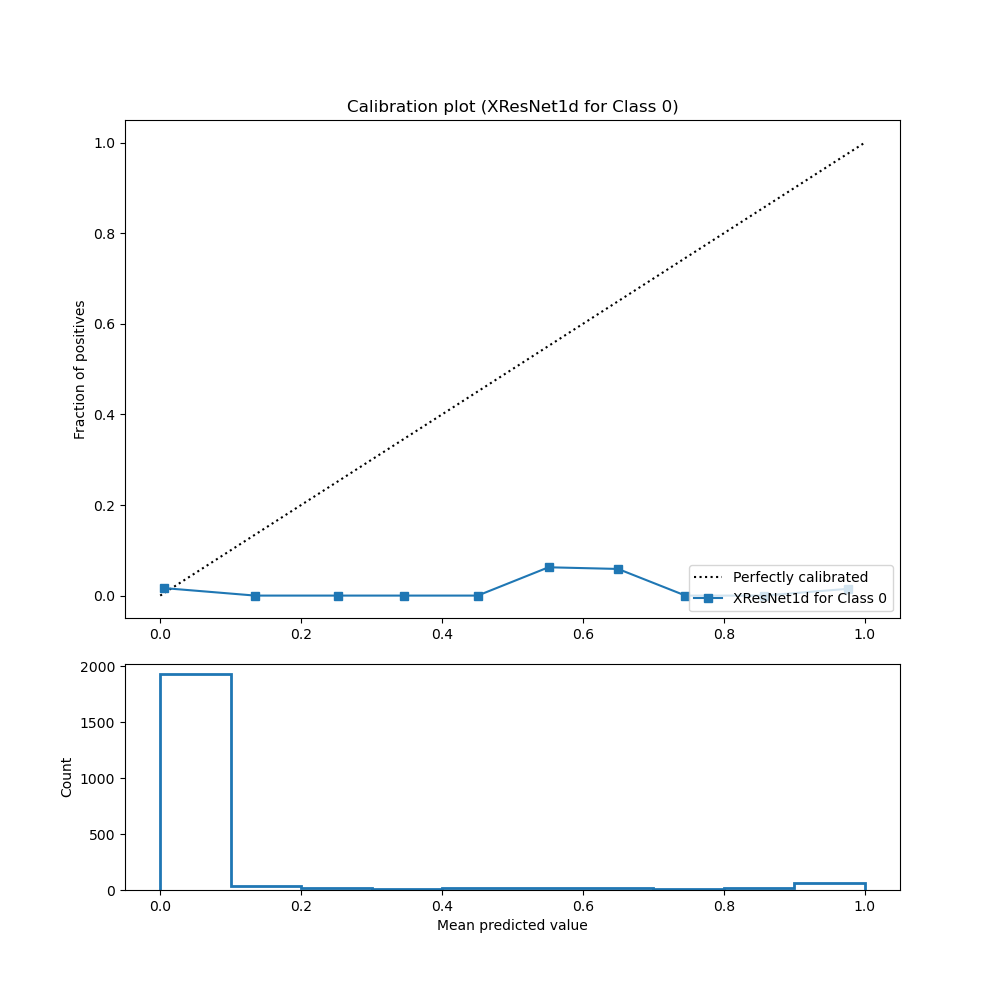 Calibration plot (XResNet1d for Class 0)
1.0
0.8
0.6
0.4
0.2
0.0
Fraction of positives
Perfectly calibrated
XResNet1d for Class 0
0.0 0.2 0.4 0.6 0.8 1.0
2000
1500
1000
500
0
Count
0.0 0.2 0.4 0.6 0.8 1.0
Mean predicted value